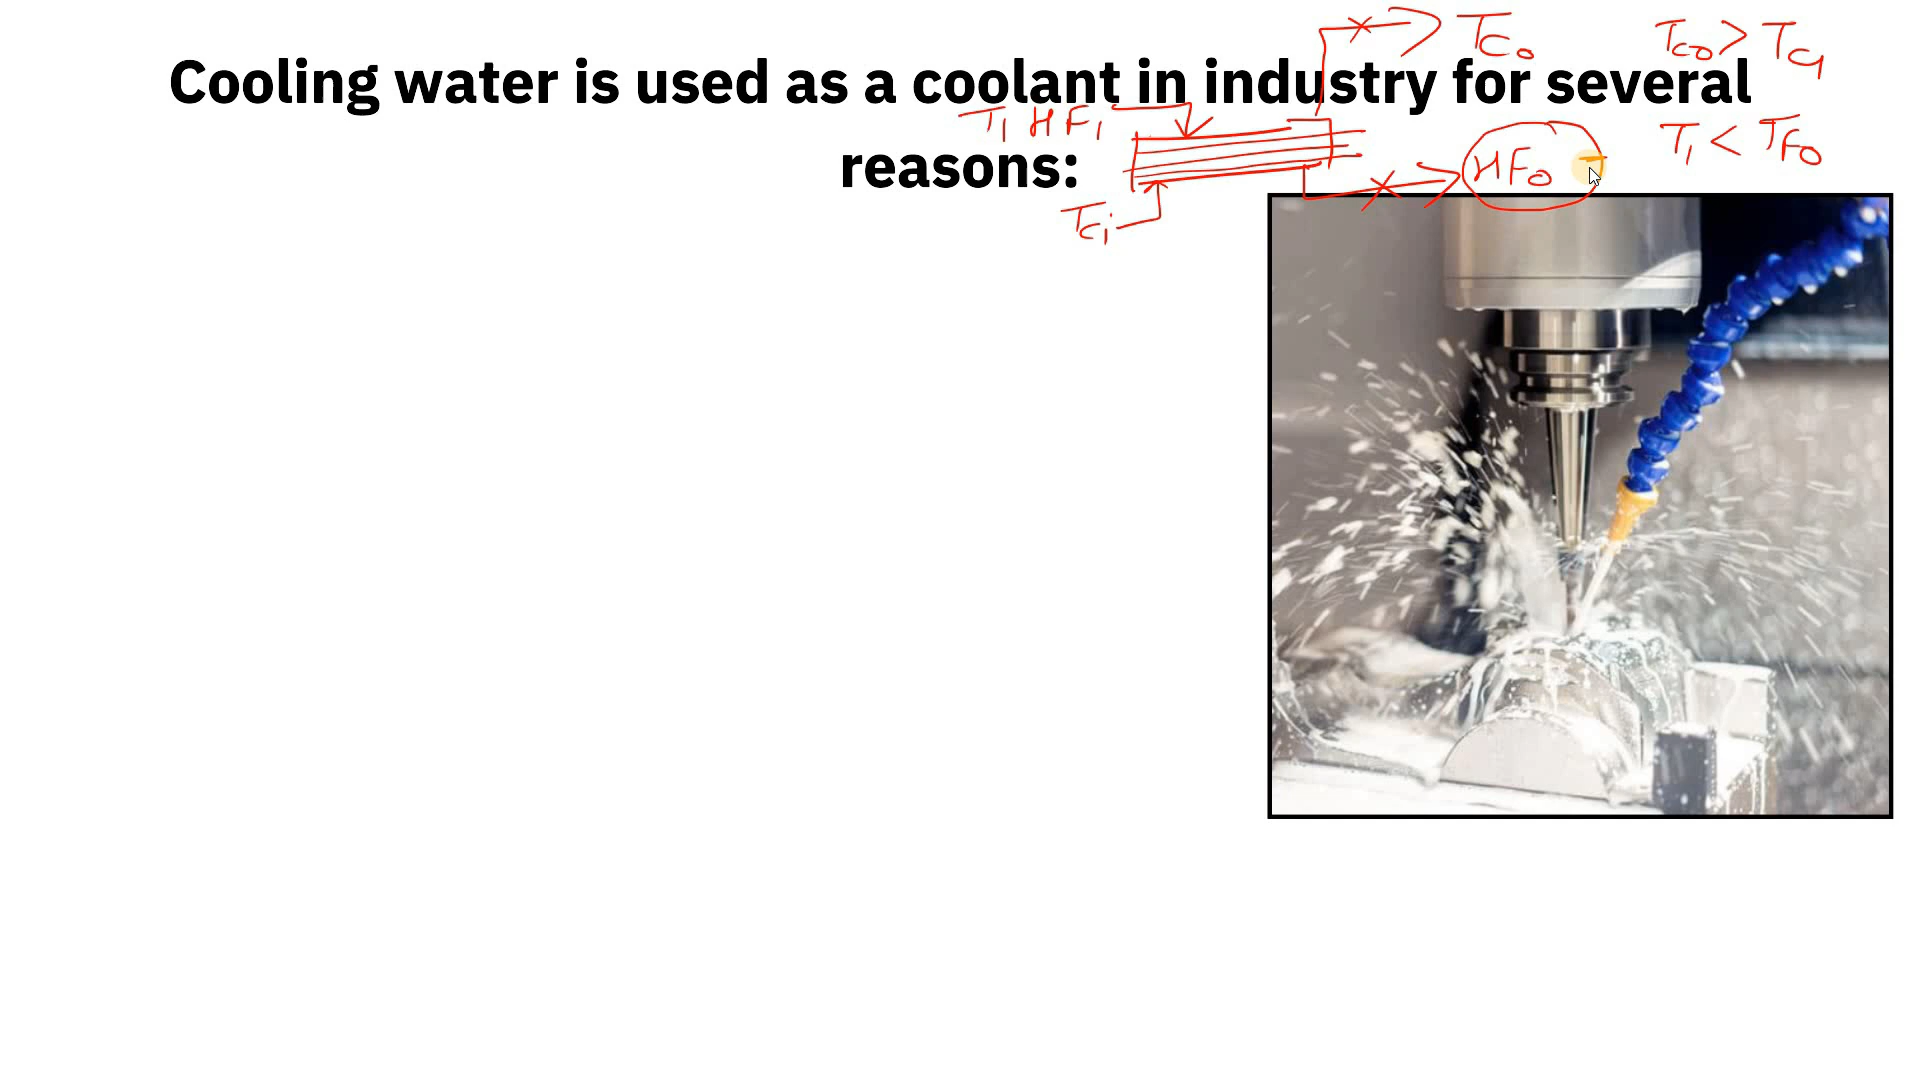 Tco
Tco > Tci
Cooling water is used as a coolant in industry for several
T1 HFi
HFo
T1 < TFo
reasons:
Tci